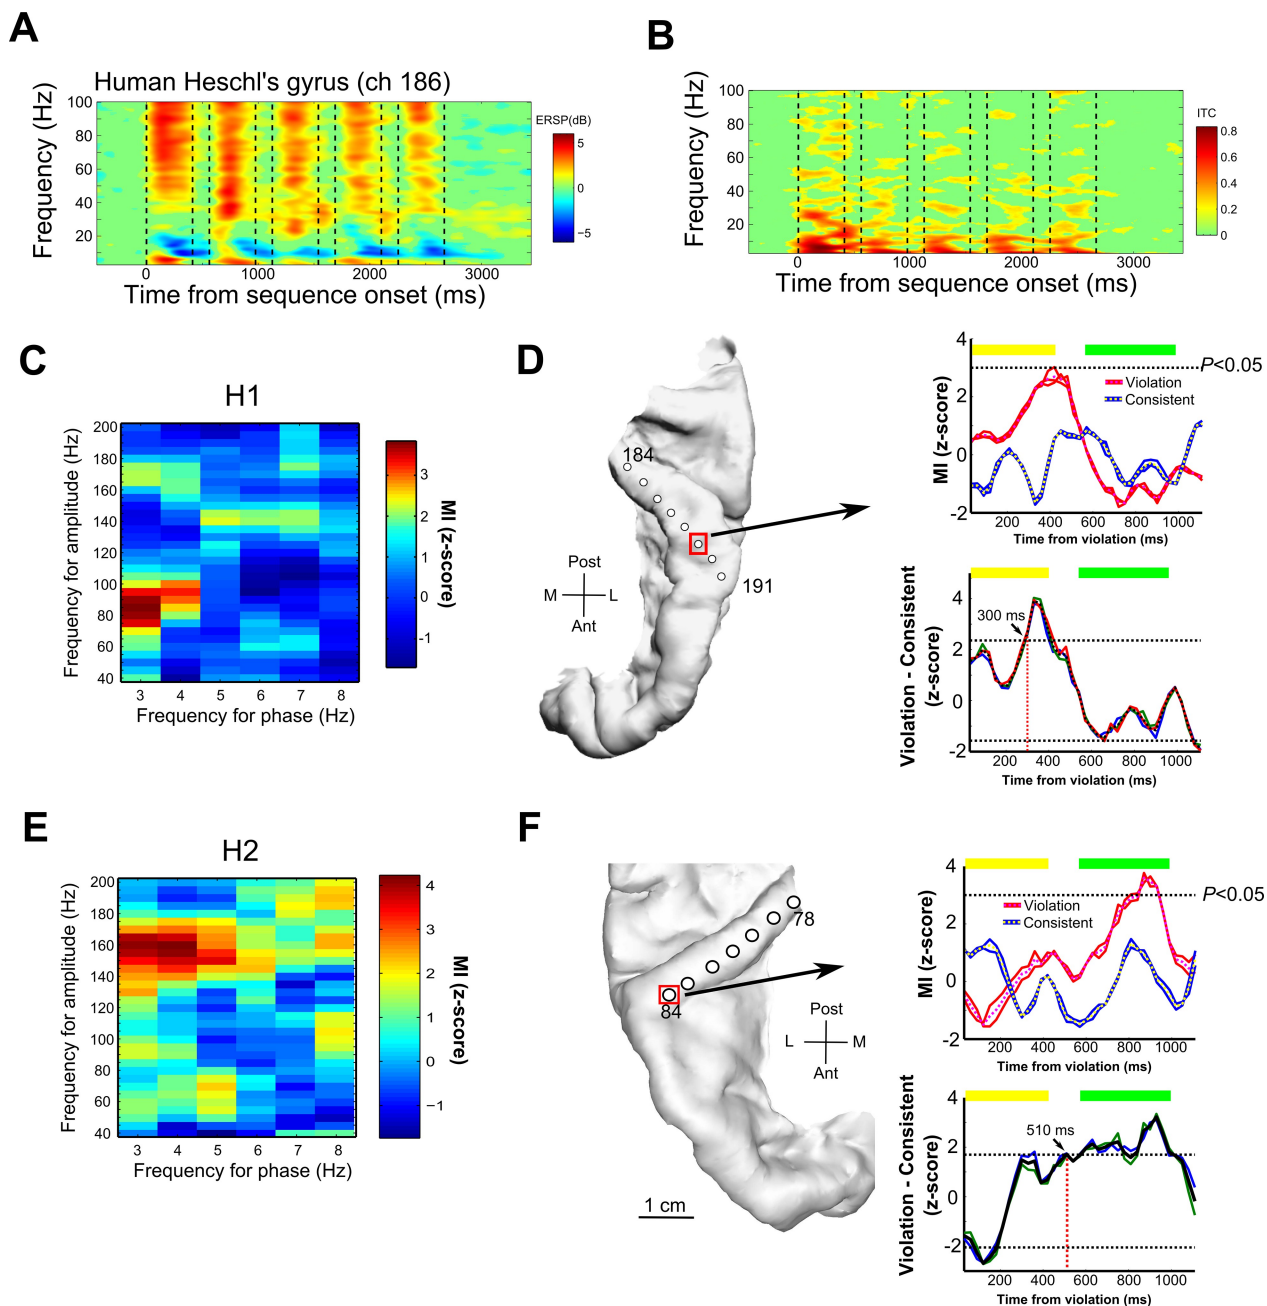 A
Human Heschl's gyrus (ch 186)
Frequency (Hz)
100
80
60
40
20
0
1000
2000
3000
Time from sequence onset (ms)
ERSP(dB)
5
0
−5
B
Frequency (Hz)
100
80
60
40
20
0
1000
2000
3000
Time from sequence onset (ms)
ITC
0.8
0.6
0.4
0.2
0
C
H1
Frequency for amplitude (Hz)
200
180
160
140
120
100
80
60
40
3 4 5 6 7 8
Frequency for phase (Hz)
3
2
1
0
-1
MI (z-score)
D
184
191
Post
M
L
Ant
MI (z-score)
4
2
0
-2
P<0.05
Violation
Consistent
200 400 600 800 1000
Time from violation (ms)
Violation - Consistent
(z-score)
4
2
0
-2
300 ms
200 400 600 800 1000
Time from violation (ms)
E
H2
Frequency for amplitude (Hz)
200
180
160
140
120
100
80
60
40
3 4 5 6 7 8
Frequency for phase (Hz)
4
3
2
1
0
−1
MI (z-score)
F
78
84
Post
L
M
Ant
1 cm
MI (z-score)
4
2
0
-2
P<0.05
Violation
Consistent
200 400 600 800 1000
Time from violation (ms)
Violation - Consistent
(z-score)
4
2
0
-2
510 ms
200 400 600 800 1000
Time from violation (ms)